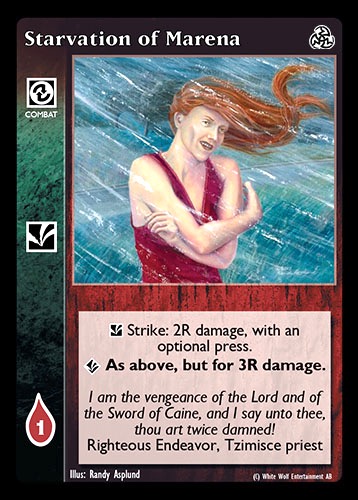 Starvation of Marena
COMBAT
Strike: 2R damage, with an
optional press.
As above, but for 3R damage.
I am the vengeance of the Lord and of
the Sword of Caine, and I say unto thee,
thou art twice damned!
Righteous Endeavor, Tzimisce priest
1
Illus: Randy Asplund
(C) White Wolf Entertainment AB